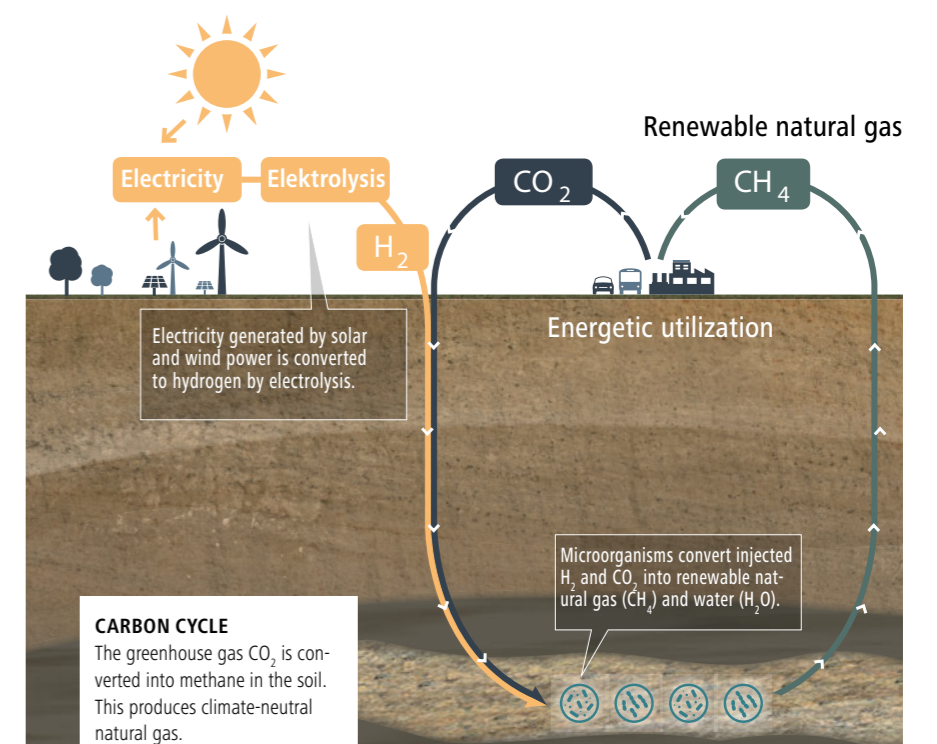 Renewable natural gas
Electricity
Elektrolysis
CO₂
CH₄
H₂
Energetic utilization
Electricity generated by solar
and wind power is converted
to hydrogen by electrolysis.
Microorganisms convert injected
H₂ and CO₂ into renewable nat-
ural gas (CH₄) and water (H₂O).
CARBON CYCLE
The greenhouse gas CO₂ is con-
verted into methane in the soil.
This produces climate-neutral
natural gas.